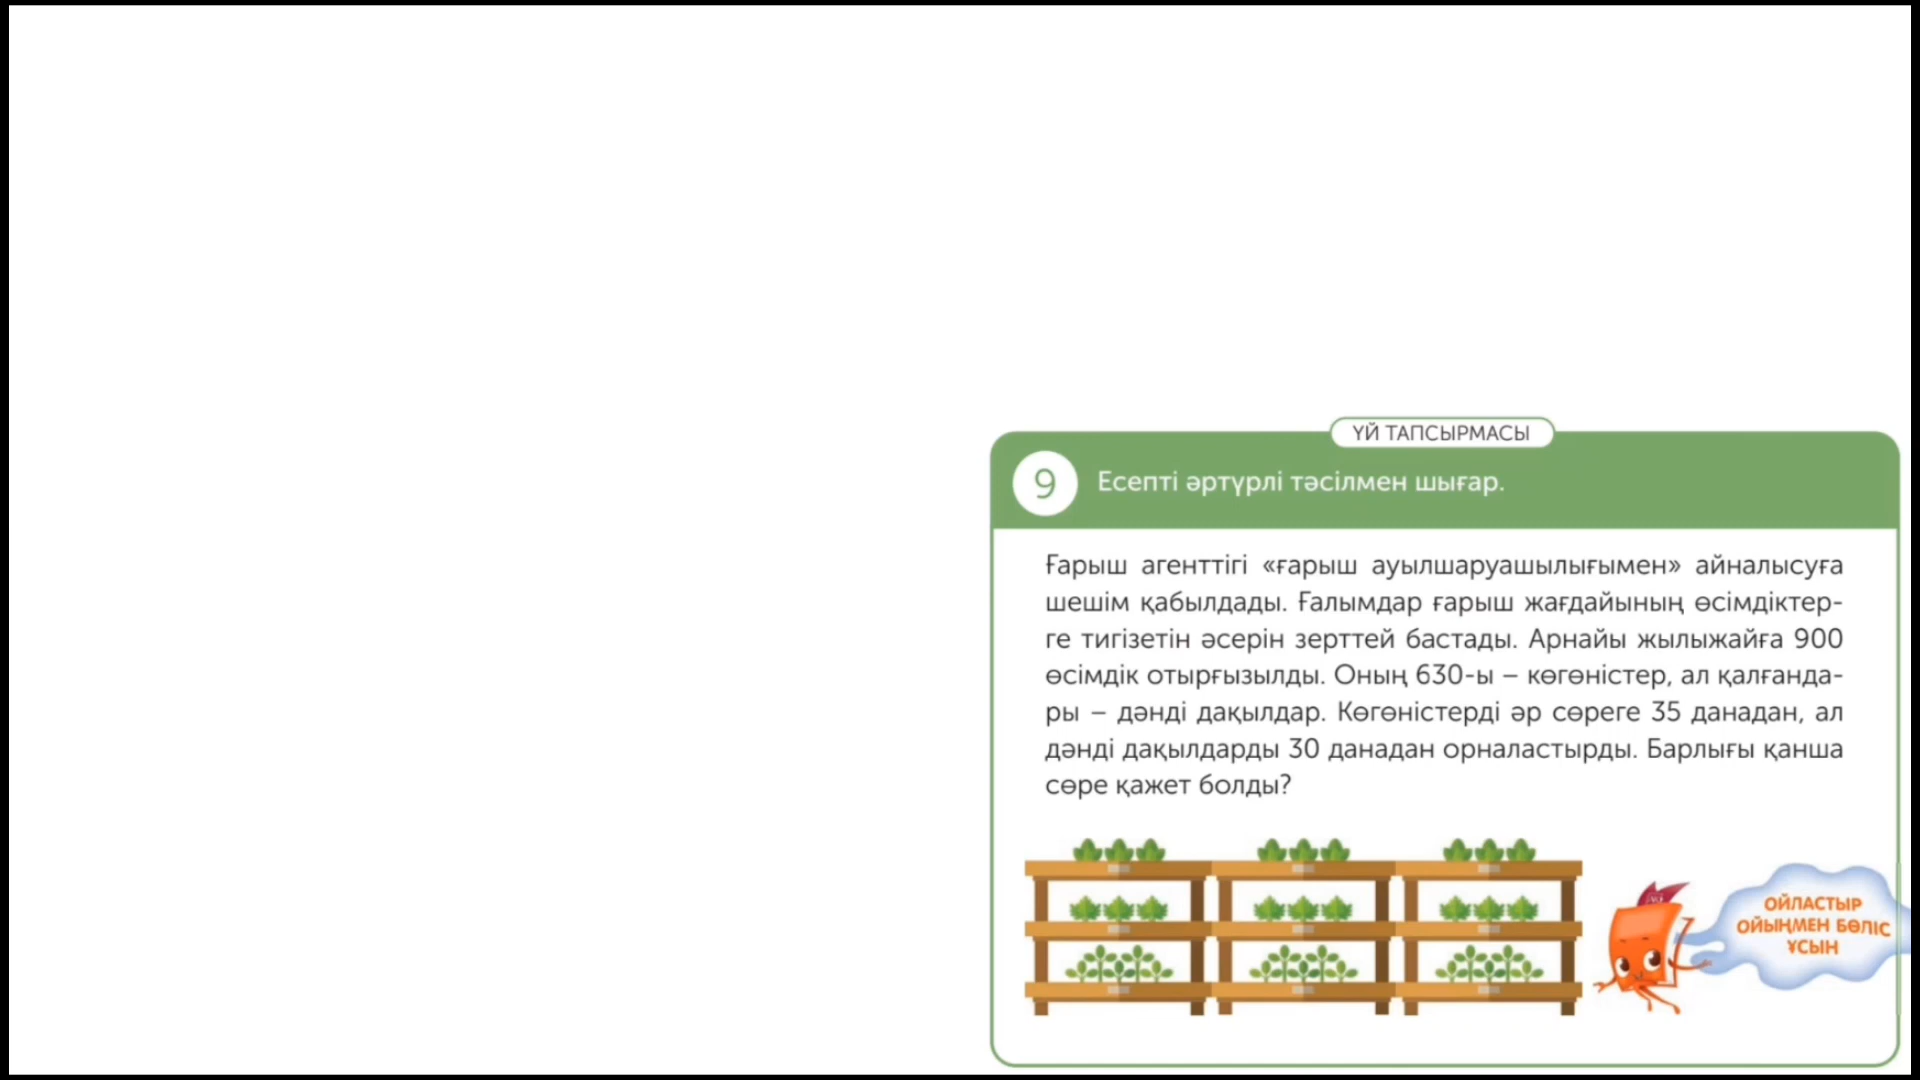 ҮЙ ТАПСЫРМАСЫ
9
Есепті әртүрлі тәсілмен шығар.
Ғарыш агенттігі «ғарыш ауылшаруашылығымен» айналысуға
шешім қабылдады. Ғалымдар ғарыш жағдайының өсімдіктер-
ге тигізетін әсерін зерттей бастады. Арнайы жылыжайға 900
өсімдік отырғызылды. Оның 630-ы – көгөністер, ал қалғанда-
ры – дәнді дақылдар. Көгөністерді әр сөреге 35 данадан, ал
дәнді дақылдарды 30 данадан орналастырды. Барлығы қанша
сөре қажет болды?
ОЙЛАСТЫР
ОЙЫҢМЕН БӨЛІС
ҰСЫН